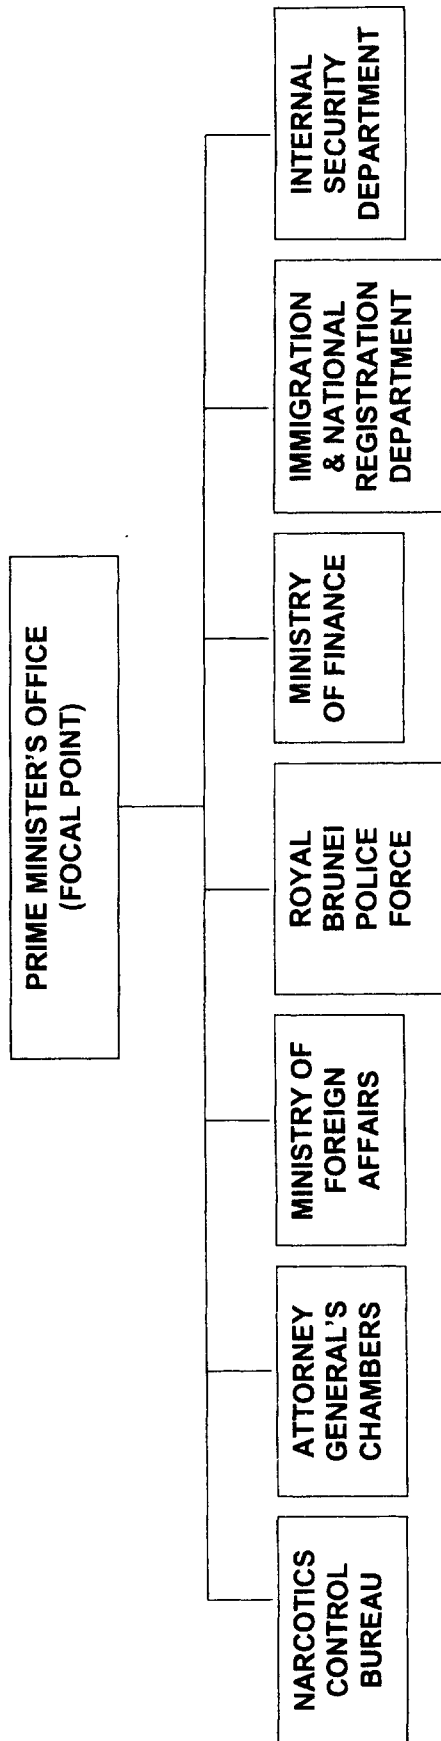 PRIME MINISTER'S OFFICE
(FOCAL POINT)
NARCOTICS
CONTROL
BUREAU
ATTORNEY
GENERAL'S
CHAMBERS
MINISTRY OF
FOREIGN
AFFAIRS
ROYAL
BRUNEI
POLICE
FORCE
MINISTRY
OF FINANCE
IMMIGRATION
& NATIONAL
REGISTRATION
DEPARTMENT
INTERNAL
SECURITY
DEPARTMENT